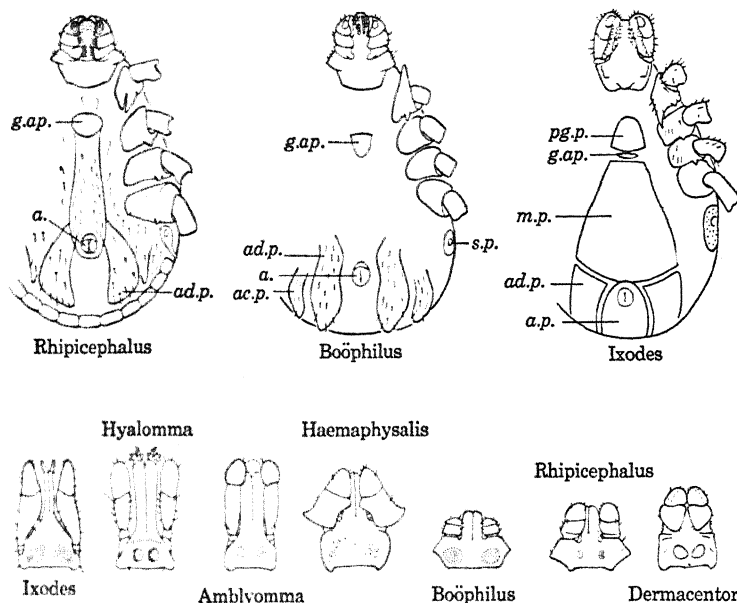 g.ap.
a.
ad.p.
Rhipicephalus
g.ap.
ad.p.
a.
ac.p.
s.p.
Boöphilus
pg.p.
g.ap.
m.p.
ad.p.
a.p.
Ixodes
Hyalomma
Haemaphysalis
Rhipicephalus
Ixodes
Amblyomma
Boöphilus
Dermacentor